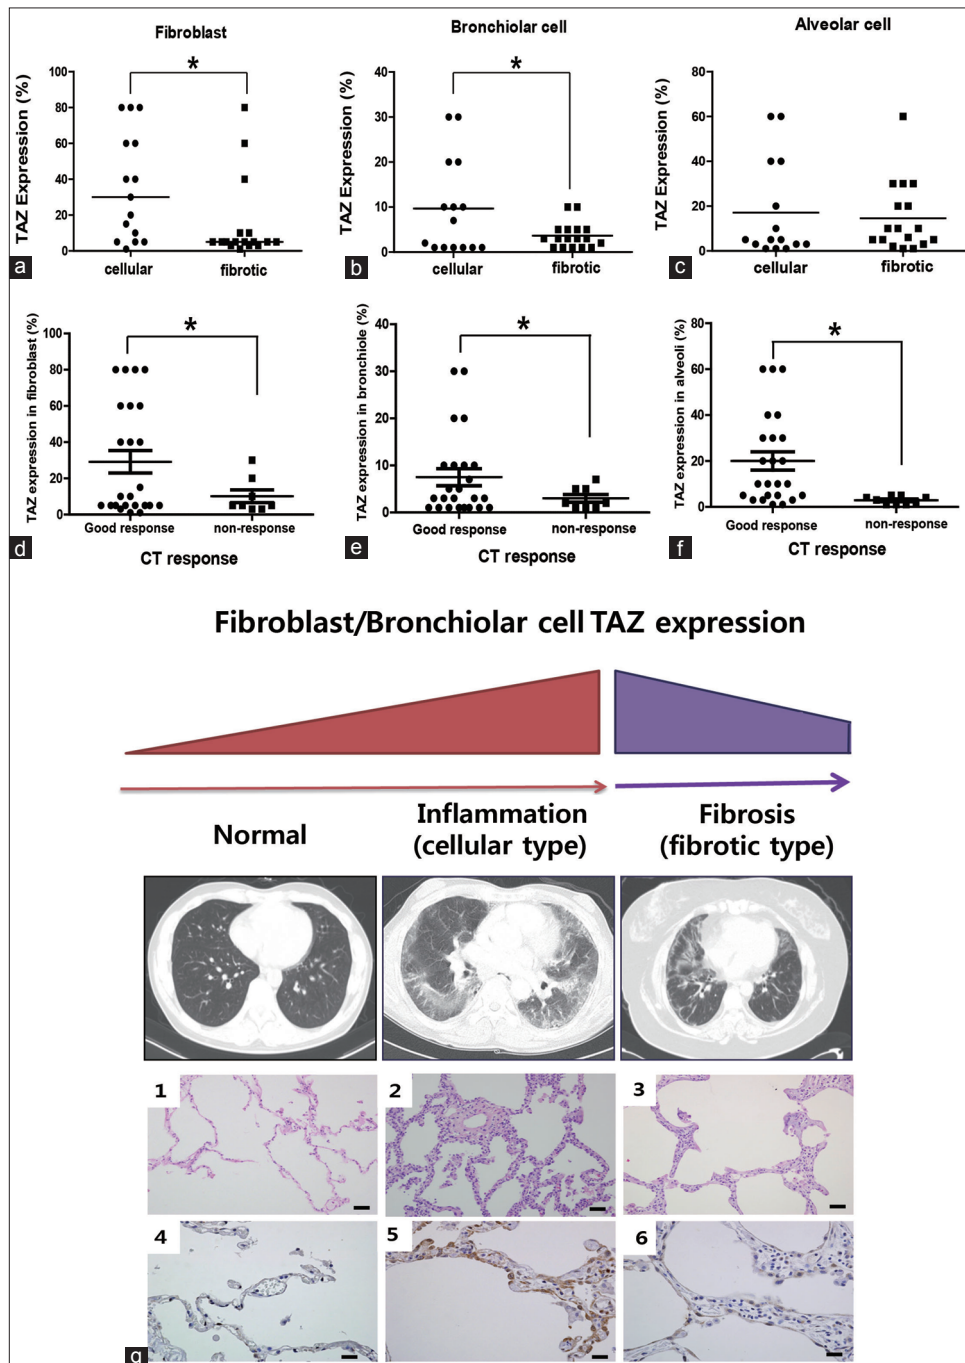 Fibroblast
TAZ Expression (%)
100
80
60
40
20
0
*
cellular
fibrotic
a
Bronchiolar cell
TAZ Expression (%)
40
30
20
10
0
*
cellular
fibrotic
b
Alveolar cell
TAZ Expression (%)
80
60
40
20
0
cellular
fibrotic
c
TAZ expression in fibroblast (%)
100
80
60
40
20
0
*
Good response
non-response
CT response
d
TAZ expression in bronchiole (%)
40
30
20
10
0
*
Good response
non-response
CT response
e
TAZ expression in alveoli (%)
80
60
40
20
0
*
Good response
non-response
CT response
f
Fibroblast/Bronchiolar cell TAZ expression
Normal
Inflammation
(cellular type)
Fibrosis
(fibrotic type)
1
2
3
4
5
6
g